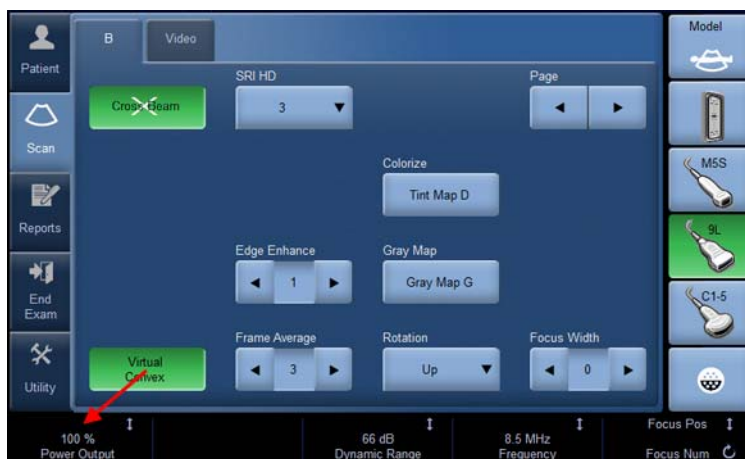 Patient
Scan
Reports
End
Exam
Utility
B
Video
Cross Beam
SRI HD
3
Page
Colorize
Tint Map D
Edge Enhance
1
Gray Map
Gray Map G
Virtual
Convex
Frame Average
3
Rotation
Up
Focus Width
0
Model
M5S
9L
C1-5
100 %
Power Output
66 dB
Dynamic Range
8.5 MHz
Frequency
Focus Pos
Focus Num